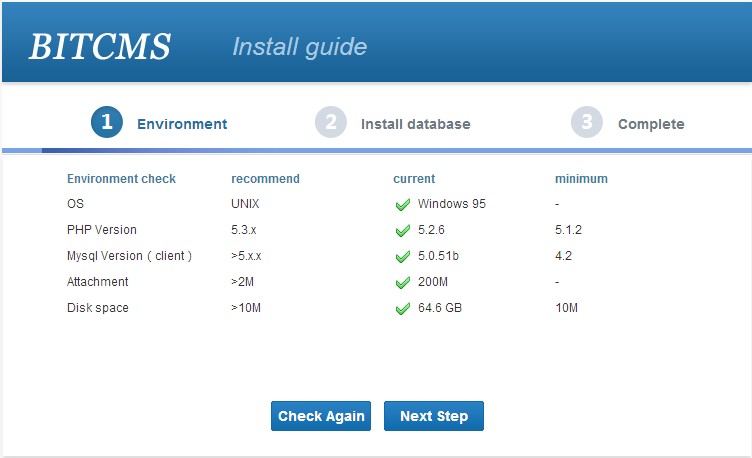 BITCMS Install guide
1 Environment 2 Install database 3 Complete
Environment check recommend current minimum
OS UNIX Windows 95 -
PHP Version 5.3.x 5.2.6 5.1.2
Mysql Version ( client ) >5.x.x 5.0.51b 4.2
Attachment >2M 200M -
Disk space >10M 64.6 GB 10M
Check Again Next Step